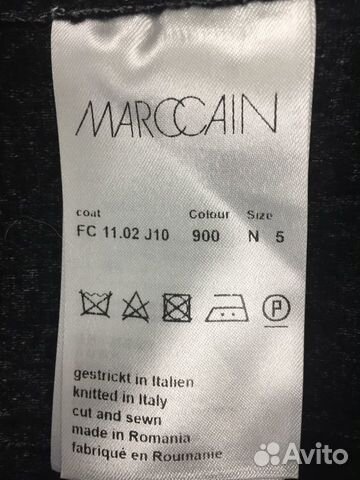 MARCCAIN
coat Colour Size
FC 11.02 J10 900 N 5
P
gestrickt in Italien
knitted in Italy
cut and sewn
made in Romania
fabriqué en Roumanie
Avito